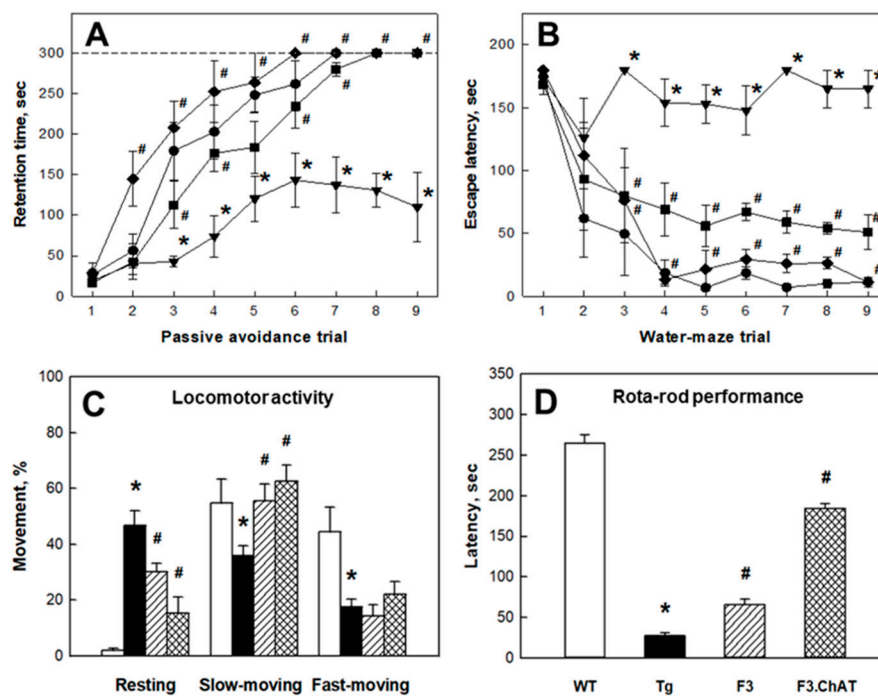 A
Retention time, sec
300
250
200
150
100
50
0
# # # # # # # #
# # #
* * * * * * *
1 2 3 4 5 6 7 8 9
Passive avoidance trial
B
Escape latency, sec
200
150
100
50
0
* * * * * * *
# # # # # # #
# # # # # #
1 2 3 4 5 6 7 8 9
Water-maze trial
C
Locomotor activity
Movement, %
100
80
60
40
20
0
* # #
* # #
*
Resting Slow-moving Fast-moving
D
Rota-rod performance
Latency, sec
350
300
250
200
150
100
50
0
* # #
WT Tg F3 F3.ChAT